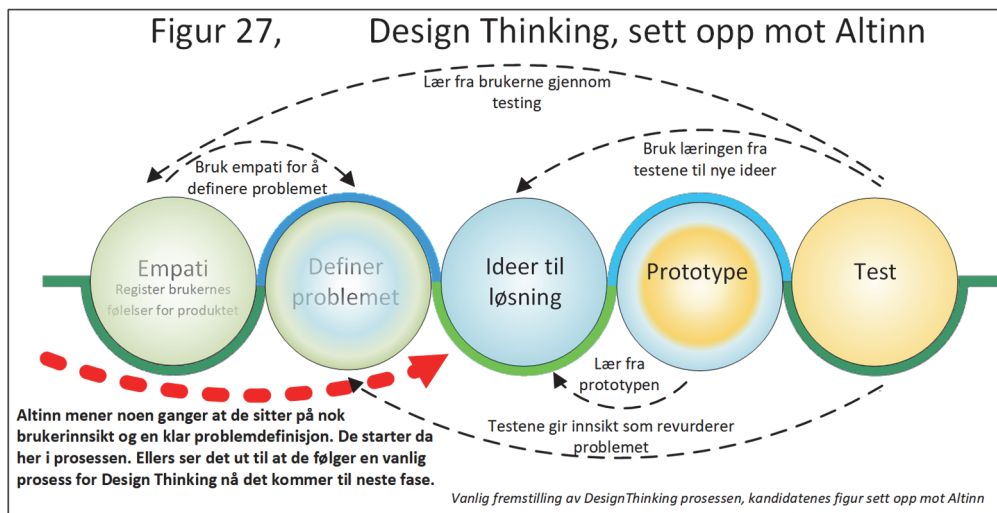 Figur 27, Design Thinking, sett opp mot Altinn
Lær fra brukerne gjennom
testing
Bruk empati for å
definere problemet
Bruk læringen fra
testene til nye ideer
Empati
Register brukernes
følelser for produktet
Definer
problemet
Ideer til
løsning
Prototype
Test
Lær fra
prototypen
Testene gir innsikt som revurderer
problemet
Altinn mener noen ganger at de sitter på nok
brukerinnsikt og en klar problemdefinisjon. De starter da
her i prosessen. Ellers ser det ut til at de følger en vanlig
prosess for Design Thinking nå det kommer til neste fase.
Vanlig fremstilling av DesignThinking prosessen, kandidatenes figur sett opp mot Altinn